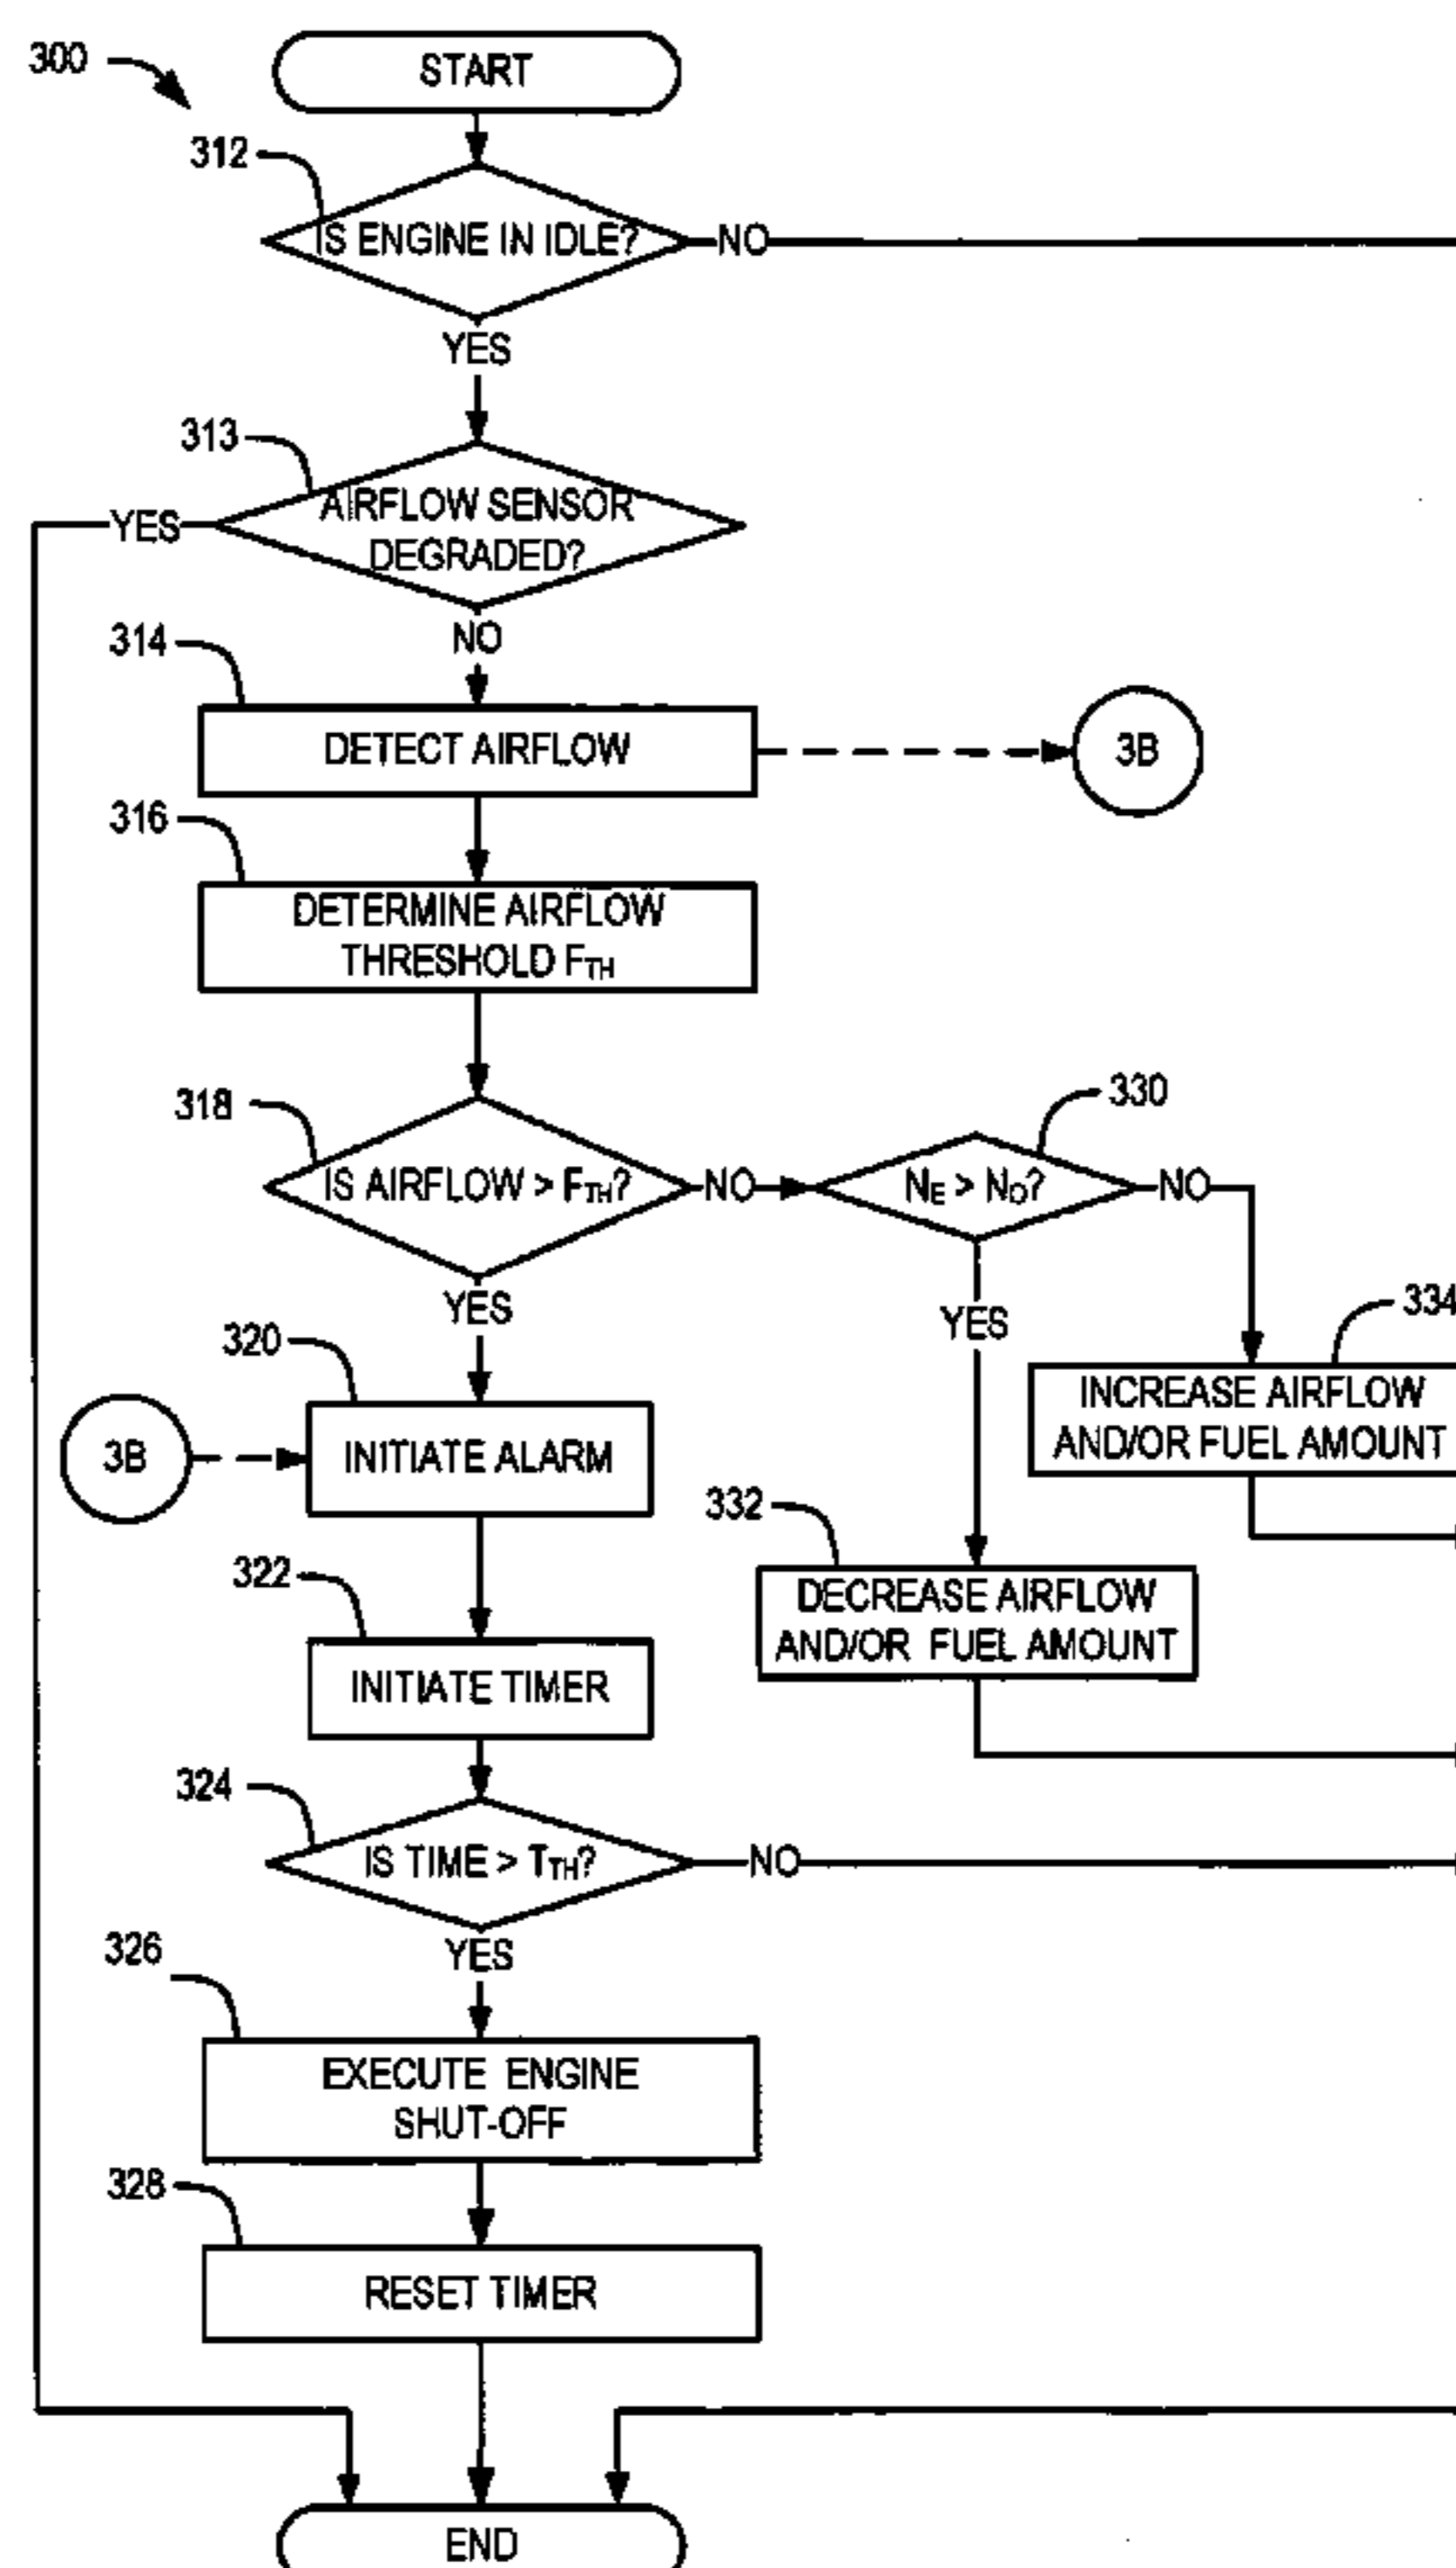 300
START
312
IS ENGINE IN IDLE?
NO
YES
313
AIRFLOW SENSOR
DEGRADED?
YES
NO
314
DETECT AIRFLOW
3B
316
DETERMINE AIRFLOW
THRESHOLD FTH
318
IS AIRFLOW > FTH?
NO
330
NE > ND?
NO
YES
YES
334
INCREASE AIRFLOW
AND/OR FUEL AMOUNT
320
3B
INITIATE ALARM
332
DECREASE AIRFLOW
AND/OR FUEL AMOUNT
322
INITIATE TIMER
324
IS TIME > TTH?
NO
YES
326
EXECUTE ENGINE
SHUT-OFF
328
RESET TIMER
END